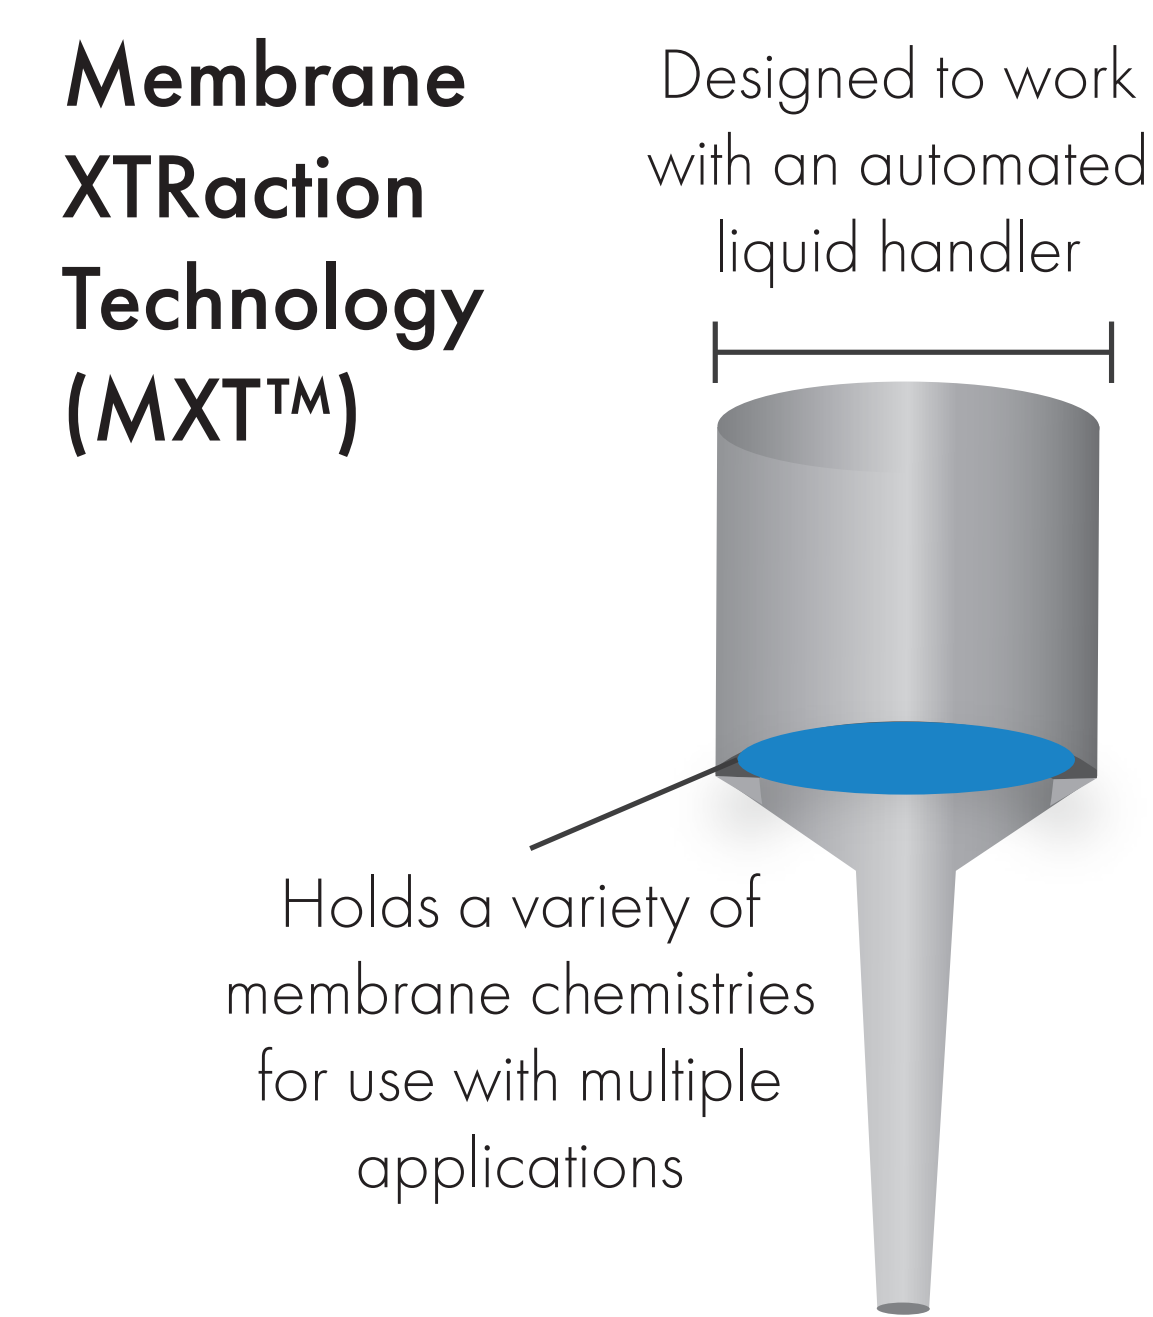 Membrane
XTRaction
Technology
(MXT™)
Designed to work
with an automated
liquid handler
Holds a variety of
membrane chemistries
for use with multiple
applications